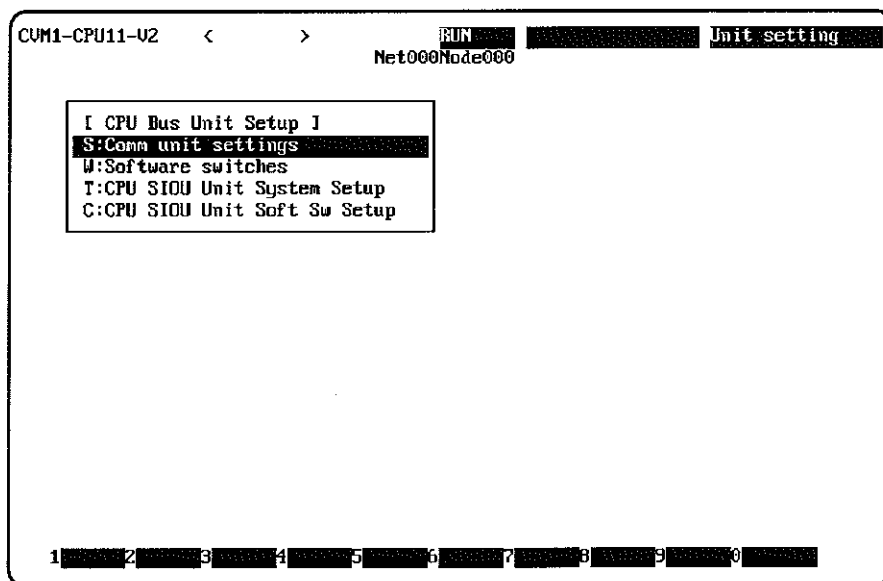 CVM1-CPU11-V2 < > RUN Unit setting
Net000Node000
[ CPU Bus Unit Setup ]
S:Comm unit settings
W:Software switches
T:CPU SIOU Unit System Setup
C:CPU SIOU Unit Soft Sw Setup
1 2 3 4 5 6 7 8 9 0